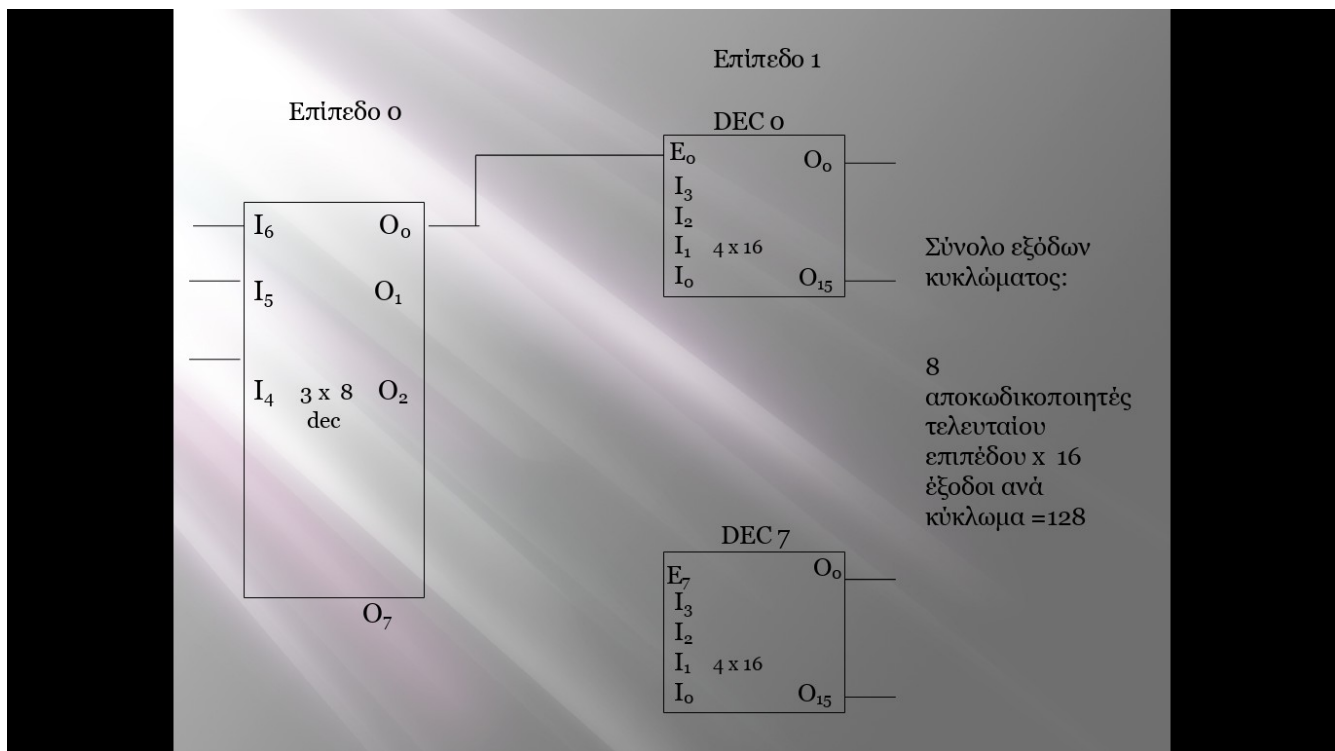 Επίπεδο 1
Επίπεδο 0
DEC 0
E₀ O₀
I₃
I₂
I₁ 4 x 16
I₀ O₁₅
I₆ O₀
I₅ O₁
I₄ 3 x 8 O₂
dec
O₇
Σύνολο εξόδων
κυκλώματος:
8
αποκωδικοποιητές
τελευταίου
επιπέδου x 16
έξοδοι ανά
κύκλωμα =128
DEC 7
E₇ O₀
I₃
I₂
I₁ 4 x 16
I₀ O₁₅